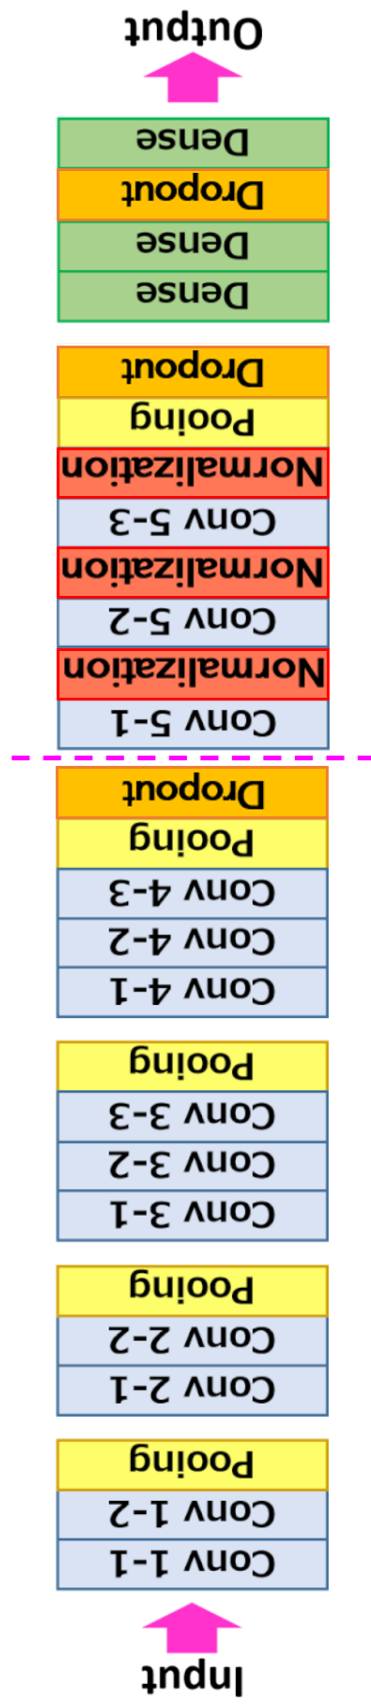 Input
Conv 1-1
Conv 1-2
Pooing
Conv 2-1
Conv 2-2
Pooing
Conv 3-1
Conv 3-2
Conv 3-3
Pooing
Conv 4-1
Conv 4-2
Conv 4-3
Pooing
Dropout
Conv 5-1
Normalization
Conv 5-2
Normalization
Conv 5-3
Normalization
Pooing
Dropout
Dense
Dense
Dropout
Dense
Output